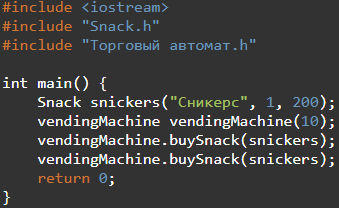 #include <iostream>
#include "Snack.h"
#include "Торговый автомат.h"
int main() {
Snack snickers("Сникерс", 1, 200);
vendingMachine vendingMachine(10);
vendingMachine.buySnack(snickers);
vendingMachine.buySnack(snickers);
return 0;
}